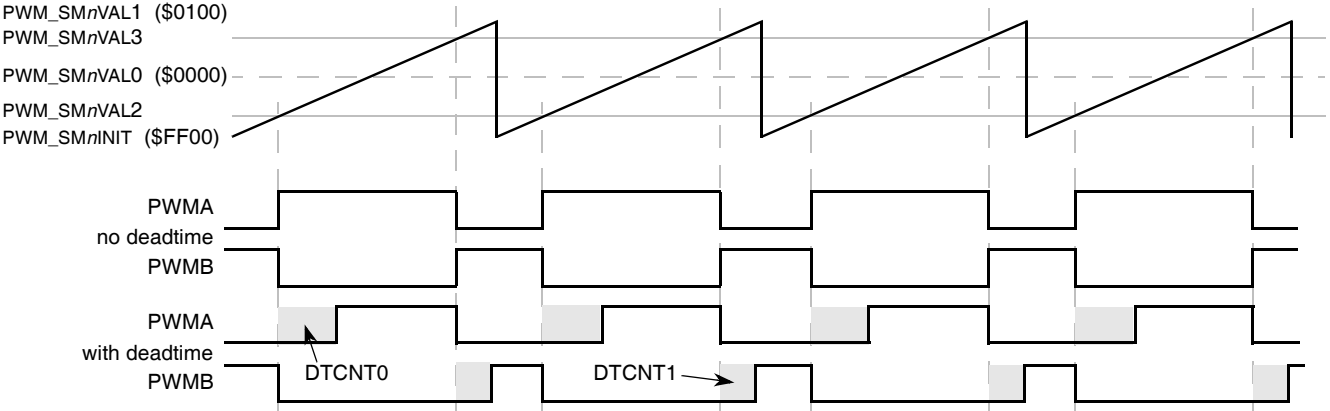 PWM_SMnVAL1 ($0100)
PWM_SMnVAL3
PWM_SMnVAL0 ($0000)
PWM_SMnVAL2
PWM_SMnINIT ($FF00)
PWMA
no deadtime
PWMB
PWMA
with deadtime
PWMB
DTCNT0
DTCNT1